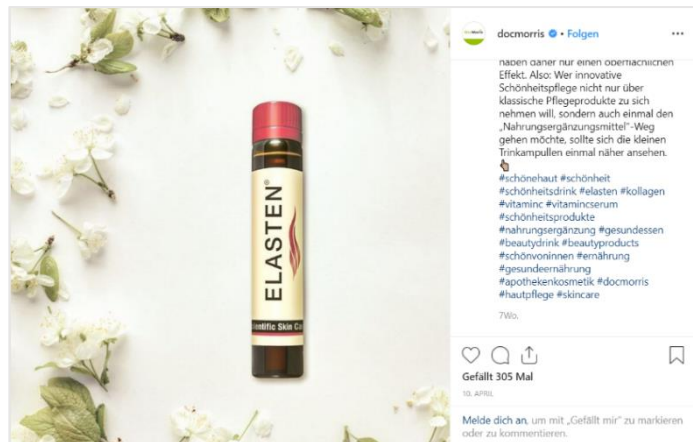 ELASTEN®
Scientific Skin Ca
docmorris • Folgen
haben daher nur einen oberflächlichen
Effekt. Also: Wer innovative
Schönheitspflege nicht nur über
klassische Pflegeprodukte zu sich
nehmen will, sondern auch einmal den
„Nahrungsergänzungsmittel"-Weg
gehen möchte, sollte sich die kleinen
Trinkampullen einmal näher ansehen.
#schönehaut #schönheit
#schönheitsdrink #elasten #kollagen
#vitaminc #vitamincserum
#schönheitsprodukte
#nahrungsergänzung #gesundessen
#beautydrink #beautyproducts
#schönvoninnen #ernährung
#gesundeernährung
#apothekenkosmetik #docmorris
#hautpflege #skincare
7Wo.
Gefällt 305 Mal
10. APRIL
Melde dich an, um mit „Gefällt mir" zu markieren
oder zu kommentieren.